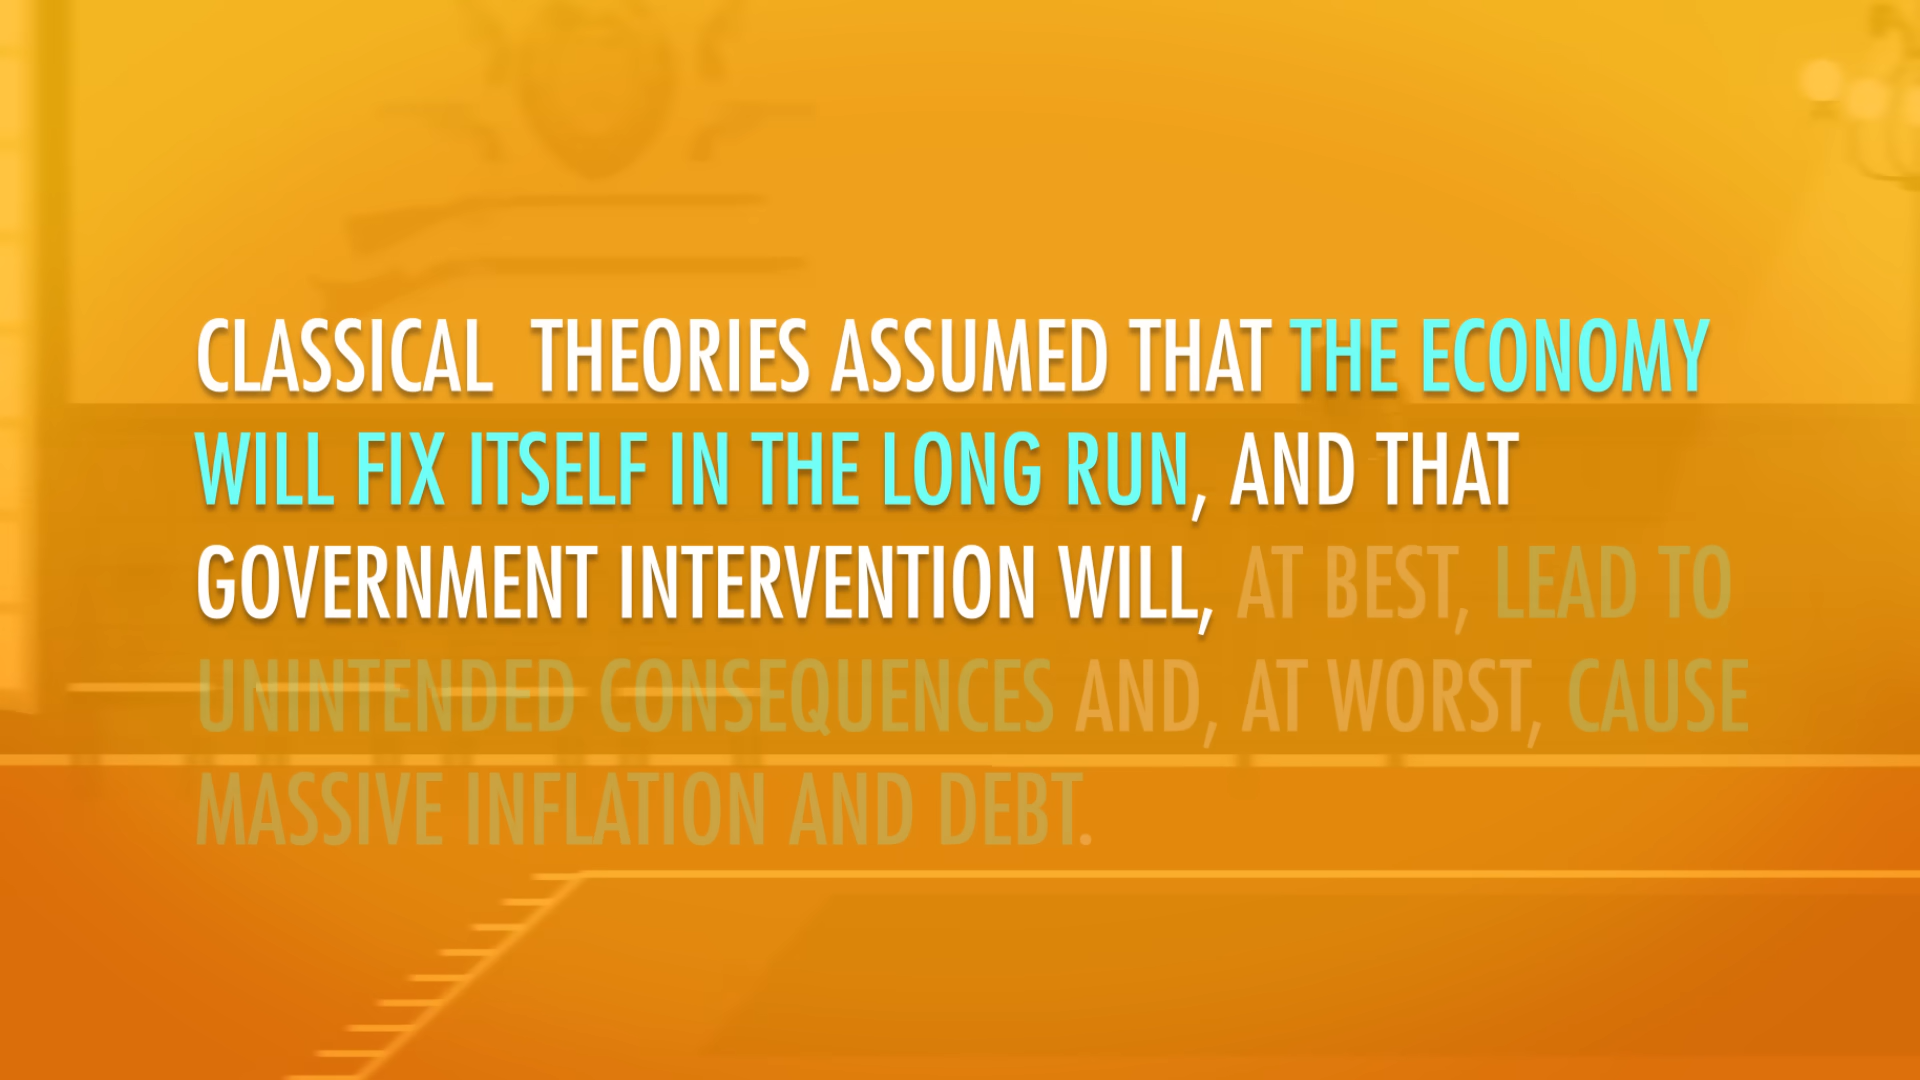 CLASSICAL THEORIES ASSUMED THAT THE ECONOMY
WILL FIX ITSELF IN THE LONG RUN, AND THAT
GOVERNMENT INTERVENTION WILL, AT BEST, LEAD TO
UNINTENDED CONSEQUENCES AND, AT WORST, CAUSE
MASSIVE INFLATION AND DEBT.